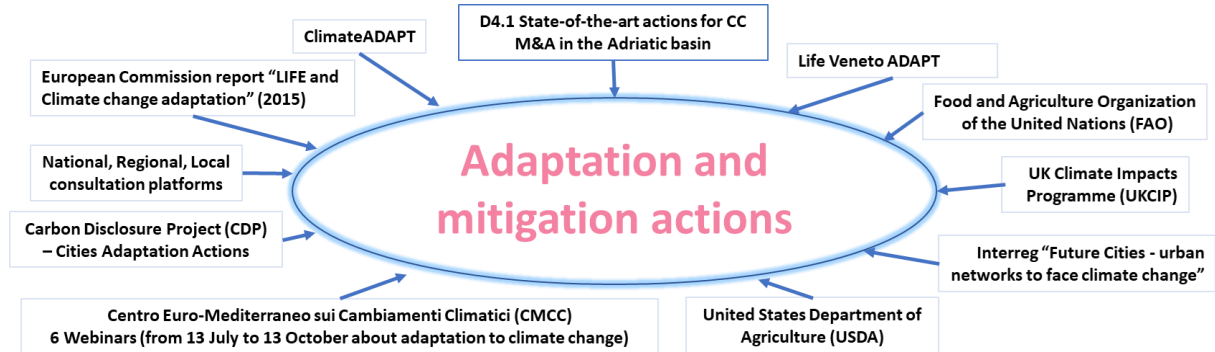 D4.1 State-of-the-art actions for CC
M&A in the Adriatic basin
ClimateADAPT
Life Veneto ADAPT
European Commission report “LIFE and
Climate change adaptation” (2015)
Food and Agriculture Organization
of the United Nations (FAO)
Adaptation and
mitigation actions
National, Regional, Local
consultation platforms
UK Climate Impacts
Programme (UKCIP)
Carbon Disclosure Project (CDP)
– Cities Adaptation Actions
Interreg “Future Cities - urban
networks to face climate change”
Centro Euro-Mediterraneo sui Cambiamenti Climatici (CMCC)
6 Webinars (from 13 July to 13 October about adaptation to climate change)
United States Department of
Agriculture (USDA)